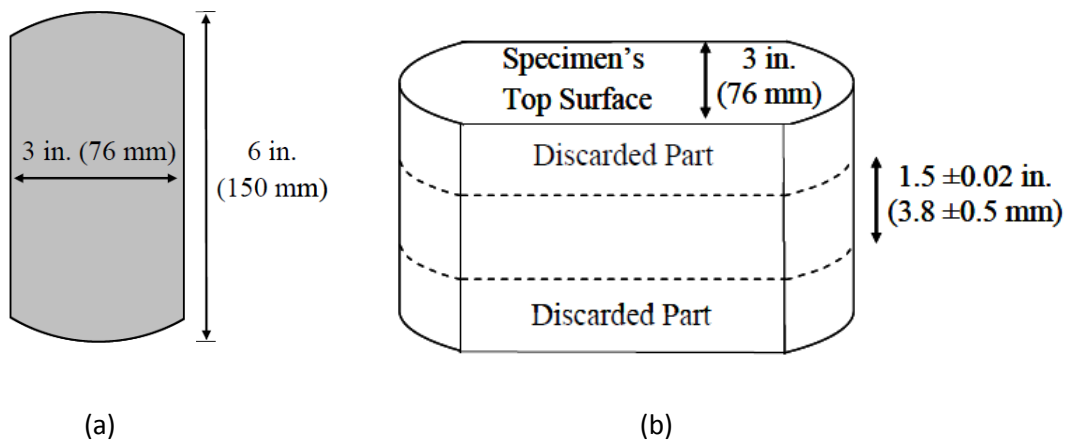 3 in. (76 mm)
6 in.
(150 mm)
Specimen's
Top Surface
3 in.
(76 mm)
Discarded Part
1.5 ±0.02 in.
(3.8 ±0.5 mm)
Discarded Part
(a)
(b)